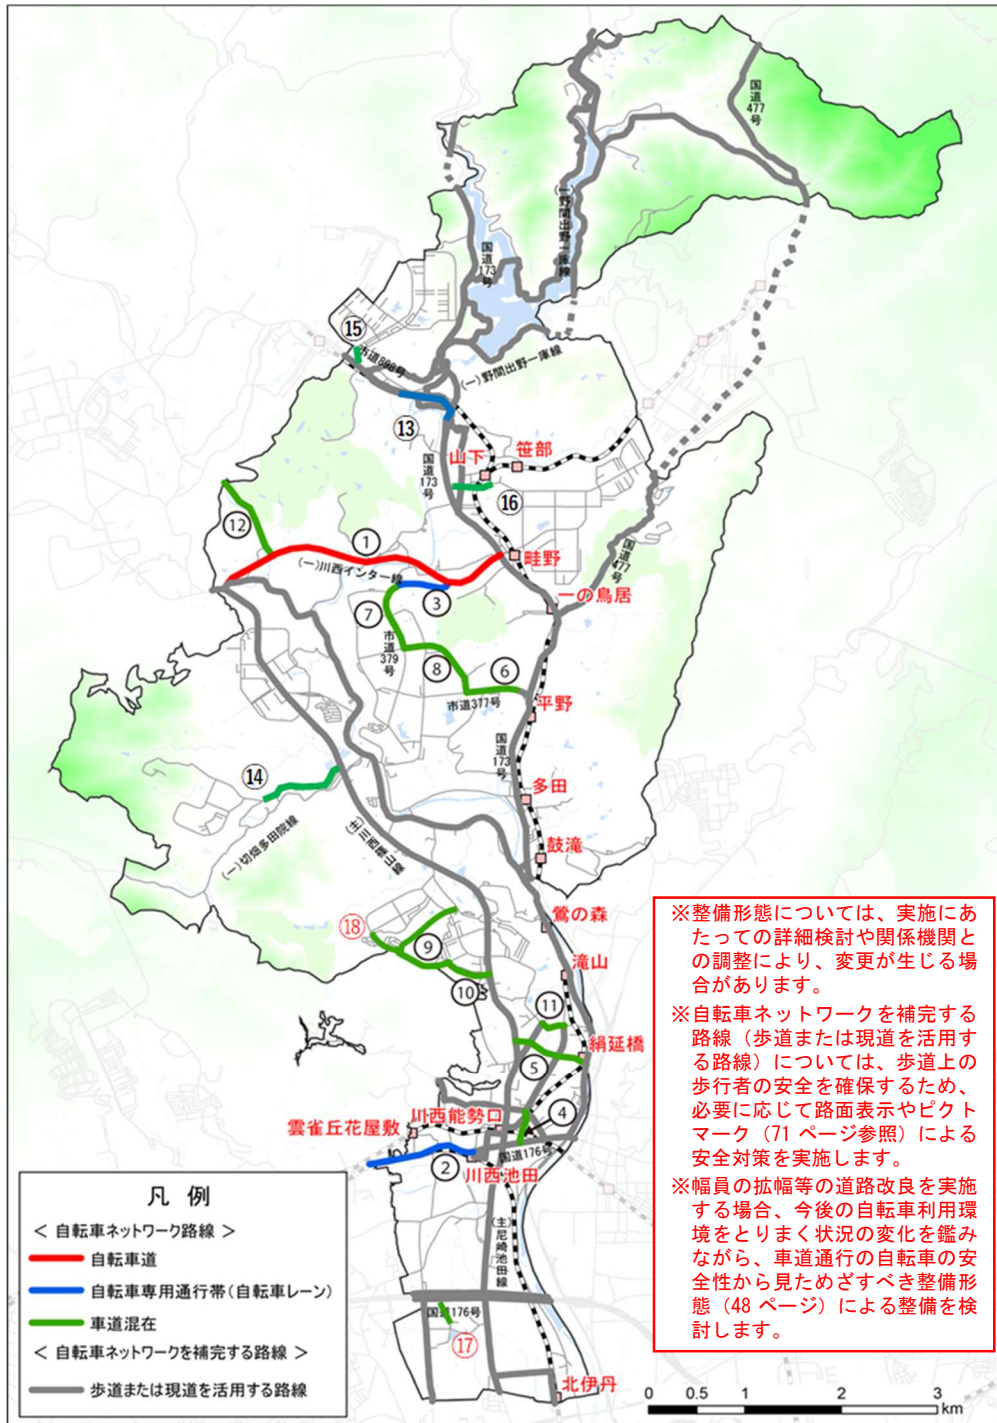 国道477号
(一)野間出野一庫線
国道173号
⑮
市道898号
(一)野間出野一庫線
⑬
笹部
山下
国道173号
⑯
⑫
①
畦野
(一)川西インター線
国道477号
③
一の鳥居
⑦
市道379号
⑧
⑥
市道377号
平野
国道173号
⑭
多田
(一)切畑多田院線
(主)川西篠山線
鼓滝
鶯の森
⑱
⑨
滝山
⑩
⑪
絹延橋
⑤
④
川西能勢口
雲雀丘花屋敷
国道176号
②
川西池田
(主)尼崎池田線
国道176号
⑰
北伊丹
※整備形態については、実施にあ
たっての詳細検討や関係機関と
の調整により、変更が生じる場
合があります。
※自転車ネットワークを補完する
路線（歩道または現道を活用す
る路線）については、歩道上の
歩行者の安全を確保するため、
必要に応じて路面表示やピクト
マーク（71 ページ参照）による
安全対策を実施します。
※幅員の拡幅等の道路改良を実施
する場合、今後の自転車利用環
境をとりまく状況の変化を鑑み
ながら、車道通行の自転車の安
全性から見ためざすべき整備形
態（48 ページ）による整備を検
討します。
凡 例
＜ 自転車ネットワーク路線 ＞
自転車道
自転車専用通行帯(自転車レーン)
車道混在
＜ 自転車ネットワークを補完する路線 ＞
歩道または現道を活用する路線
0 0.5 1 2 3
km